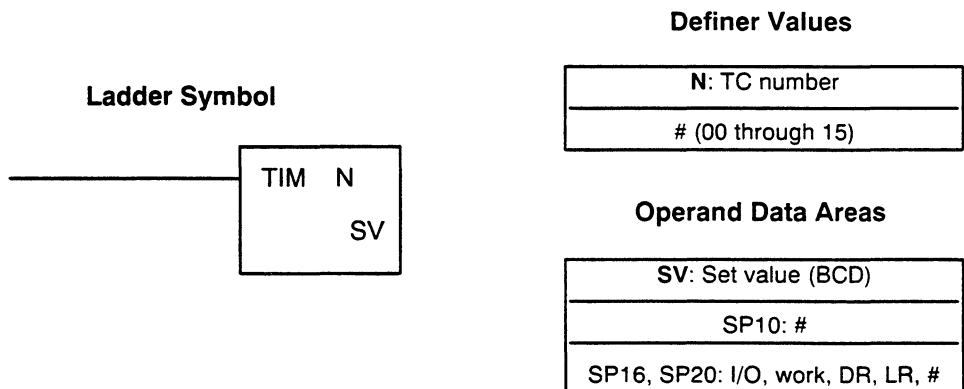 Ladder Symbol
TIM N
SV
Definer Values
N: TC number
# (00 through 15)
Operand Data Areas
SV: Set value (BCD)
SP10: #
SP16, SP20: I/O, work, DR, LR, #